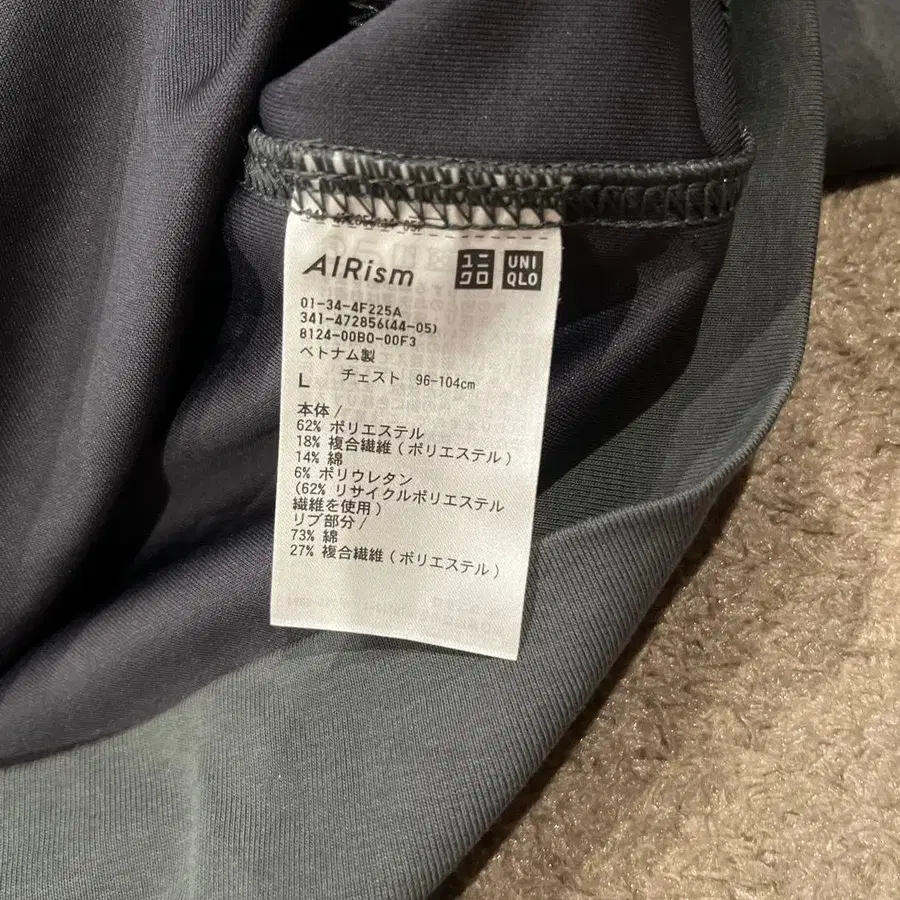 AIRism
ユニクロ
UNIQLO
01-34-4F225A
341-472856(44-05)
8124-00B0-00F3
ベトナム製
L チェスト 96-104cm
本体/
62% ポリエステル
18% 複合繊維(ポリエステル)
14% 綿
6% ポリウレタン
(62% リサイクルポリエステル
繊維を使用)
リブ部分/
73% 綿
27% 複合繊維(ポリエステル)